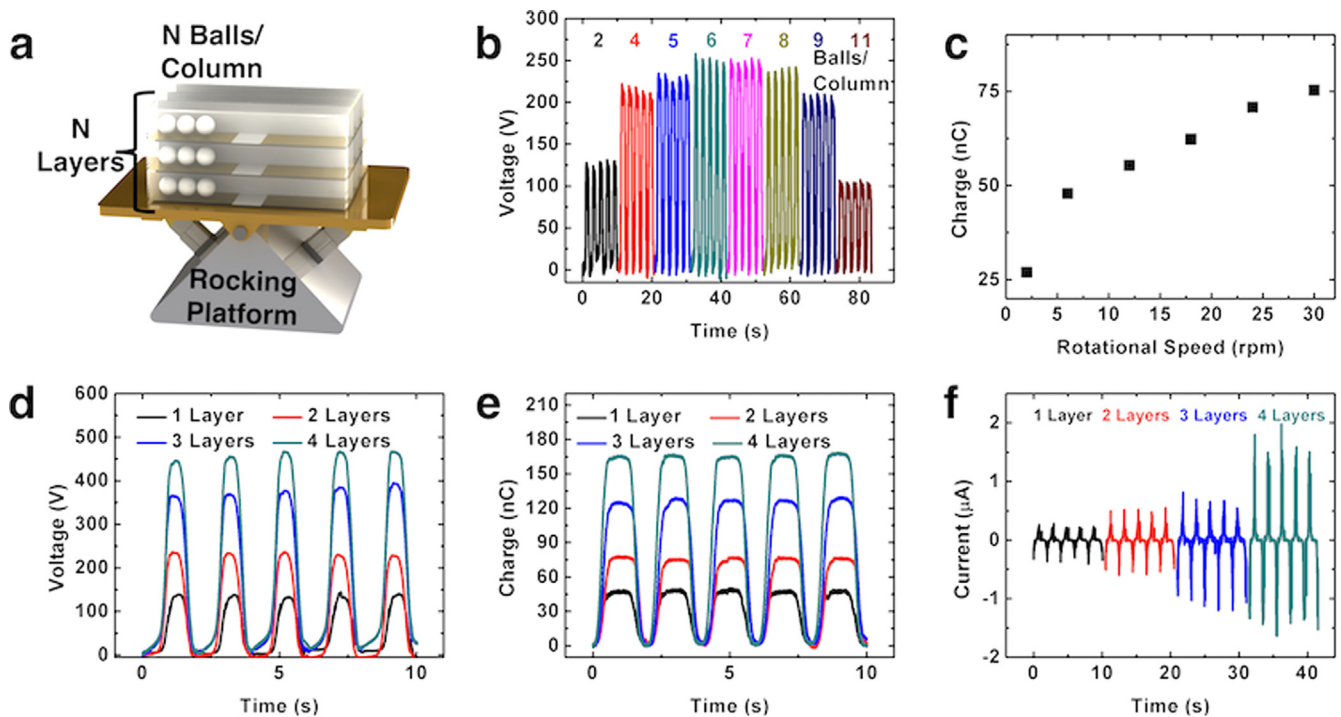 a
N Balls/
Column
N
Layers
Rocking
Platform
b
300
250
200
150
100
50
0
Voltage (V)
2 4 5 6 7 8 9 11
Balls/
Column
0 20 40 60 80
Time (s)
c
75
50
25
Charge (nC)
0 5 10 15 20 25 30
Rotational Speed (rpm)
d
600
500
400
300
200
100
0
Voltage (V)
1 Layer 2 Layers
3 Layers 4 Layers
0 5 10
Time (s)
e
210
180
150
120
90
60
30
0
Charge (nC)
1 Layer 2 Layers
3 Layers 4 Layers
0 5 10
Time (s)
f
1 Layer 2 Layers 3 Layers 4 Layers
2
1
0
-1
-2
Current (μA)
0 10 20 30 40
Time (s)